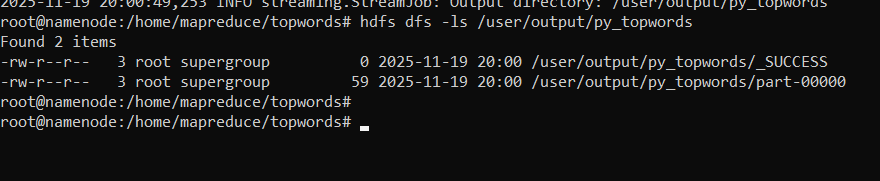 2025-11-19 20:00:49,253 INFO streaming.StreamJob: Output directory: /user/output/py_topwords
root@namenode:/home/mapreduce/topwords# hdfs dfs -ls /user/output/py_topwords
Found 2 items
-rw-r--r--   3 root supergroup          0 2025-11-19 20:00 /user/output/py_topwords/_SUCCESS
-rw-r--r--   3 root supergroup         59 2025-11-19 20:00 /user/output/py_topwords/part-00000
root@namenode:/home/mapreduce/topwords#
root@namenode:/home/mapreduce/topwords#